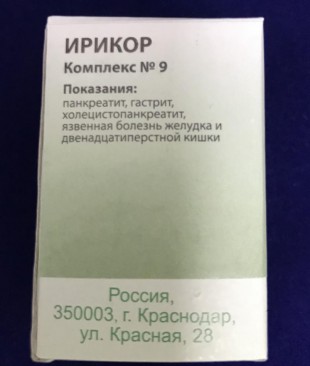 ИРИКОР
Комплекс № 9
Показания:
панкреатит, гастрит,
холецистопанкреатит,
язвенная болезнь желудка и
двенадцатиперстной кишки
Россия,
350003, г. Краснодар,
ул. Красная, 28